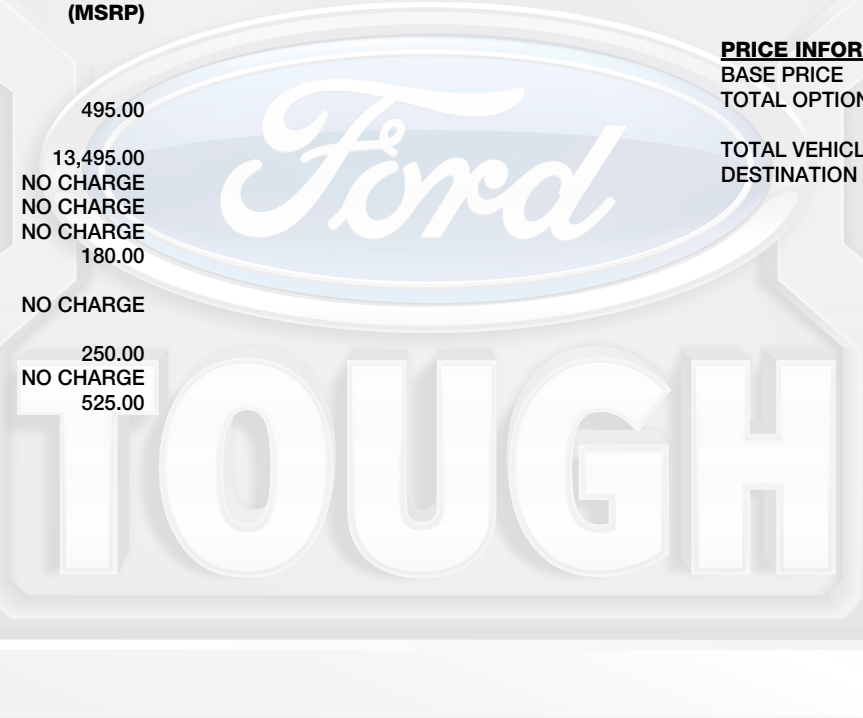 (MSRP)
495.00
13,495.00
NO CHARGE
NO CHARGE
NO CHARGE
180.00
NO CHARGE
250.00
NO CHARGE
525.00
PRICE INFOR
BASE PRICE
TOTAL OPTION
TOTAL VEHICL
DESTINATION
Ford
TOUGH